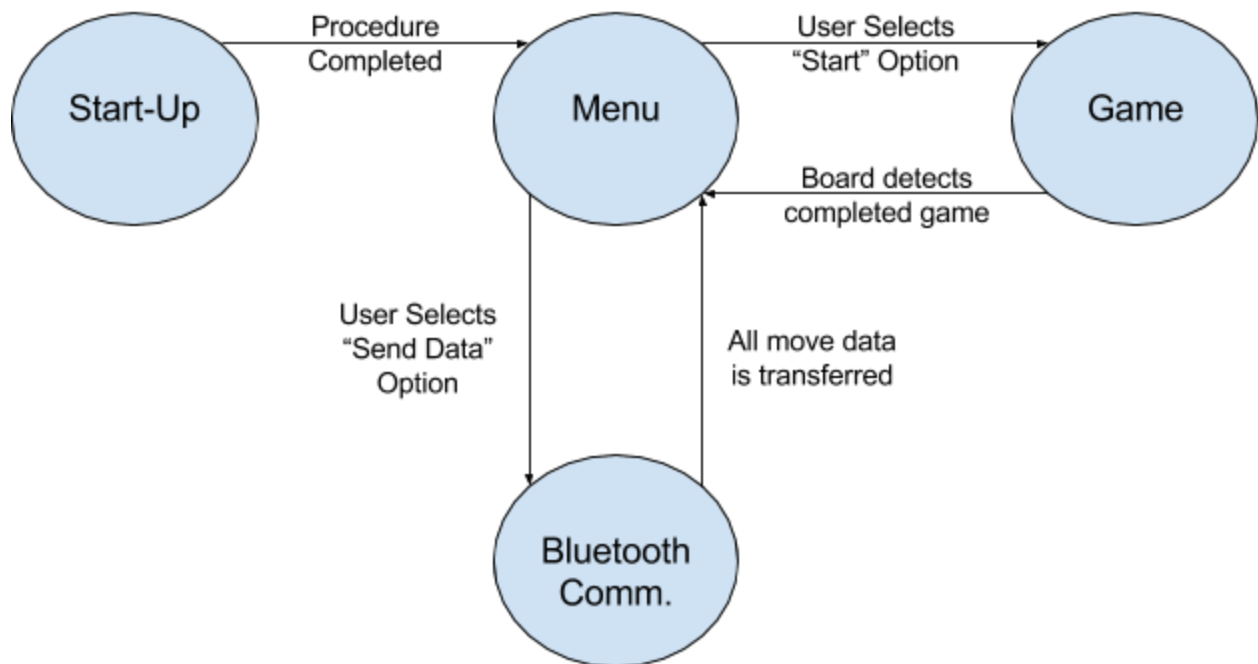 Procedure
Completed
User Selects
“Start” Option
Start-Up
Menu
Game
Board detects
completed game
User Selects
“Send Data”
Option
All move data
is transferred
Bluetooth
Comm.